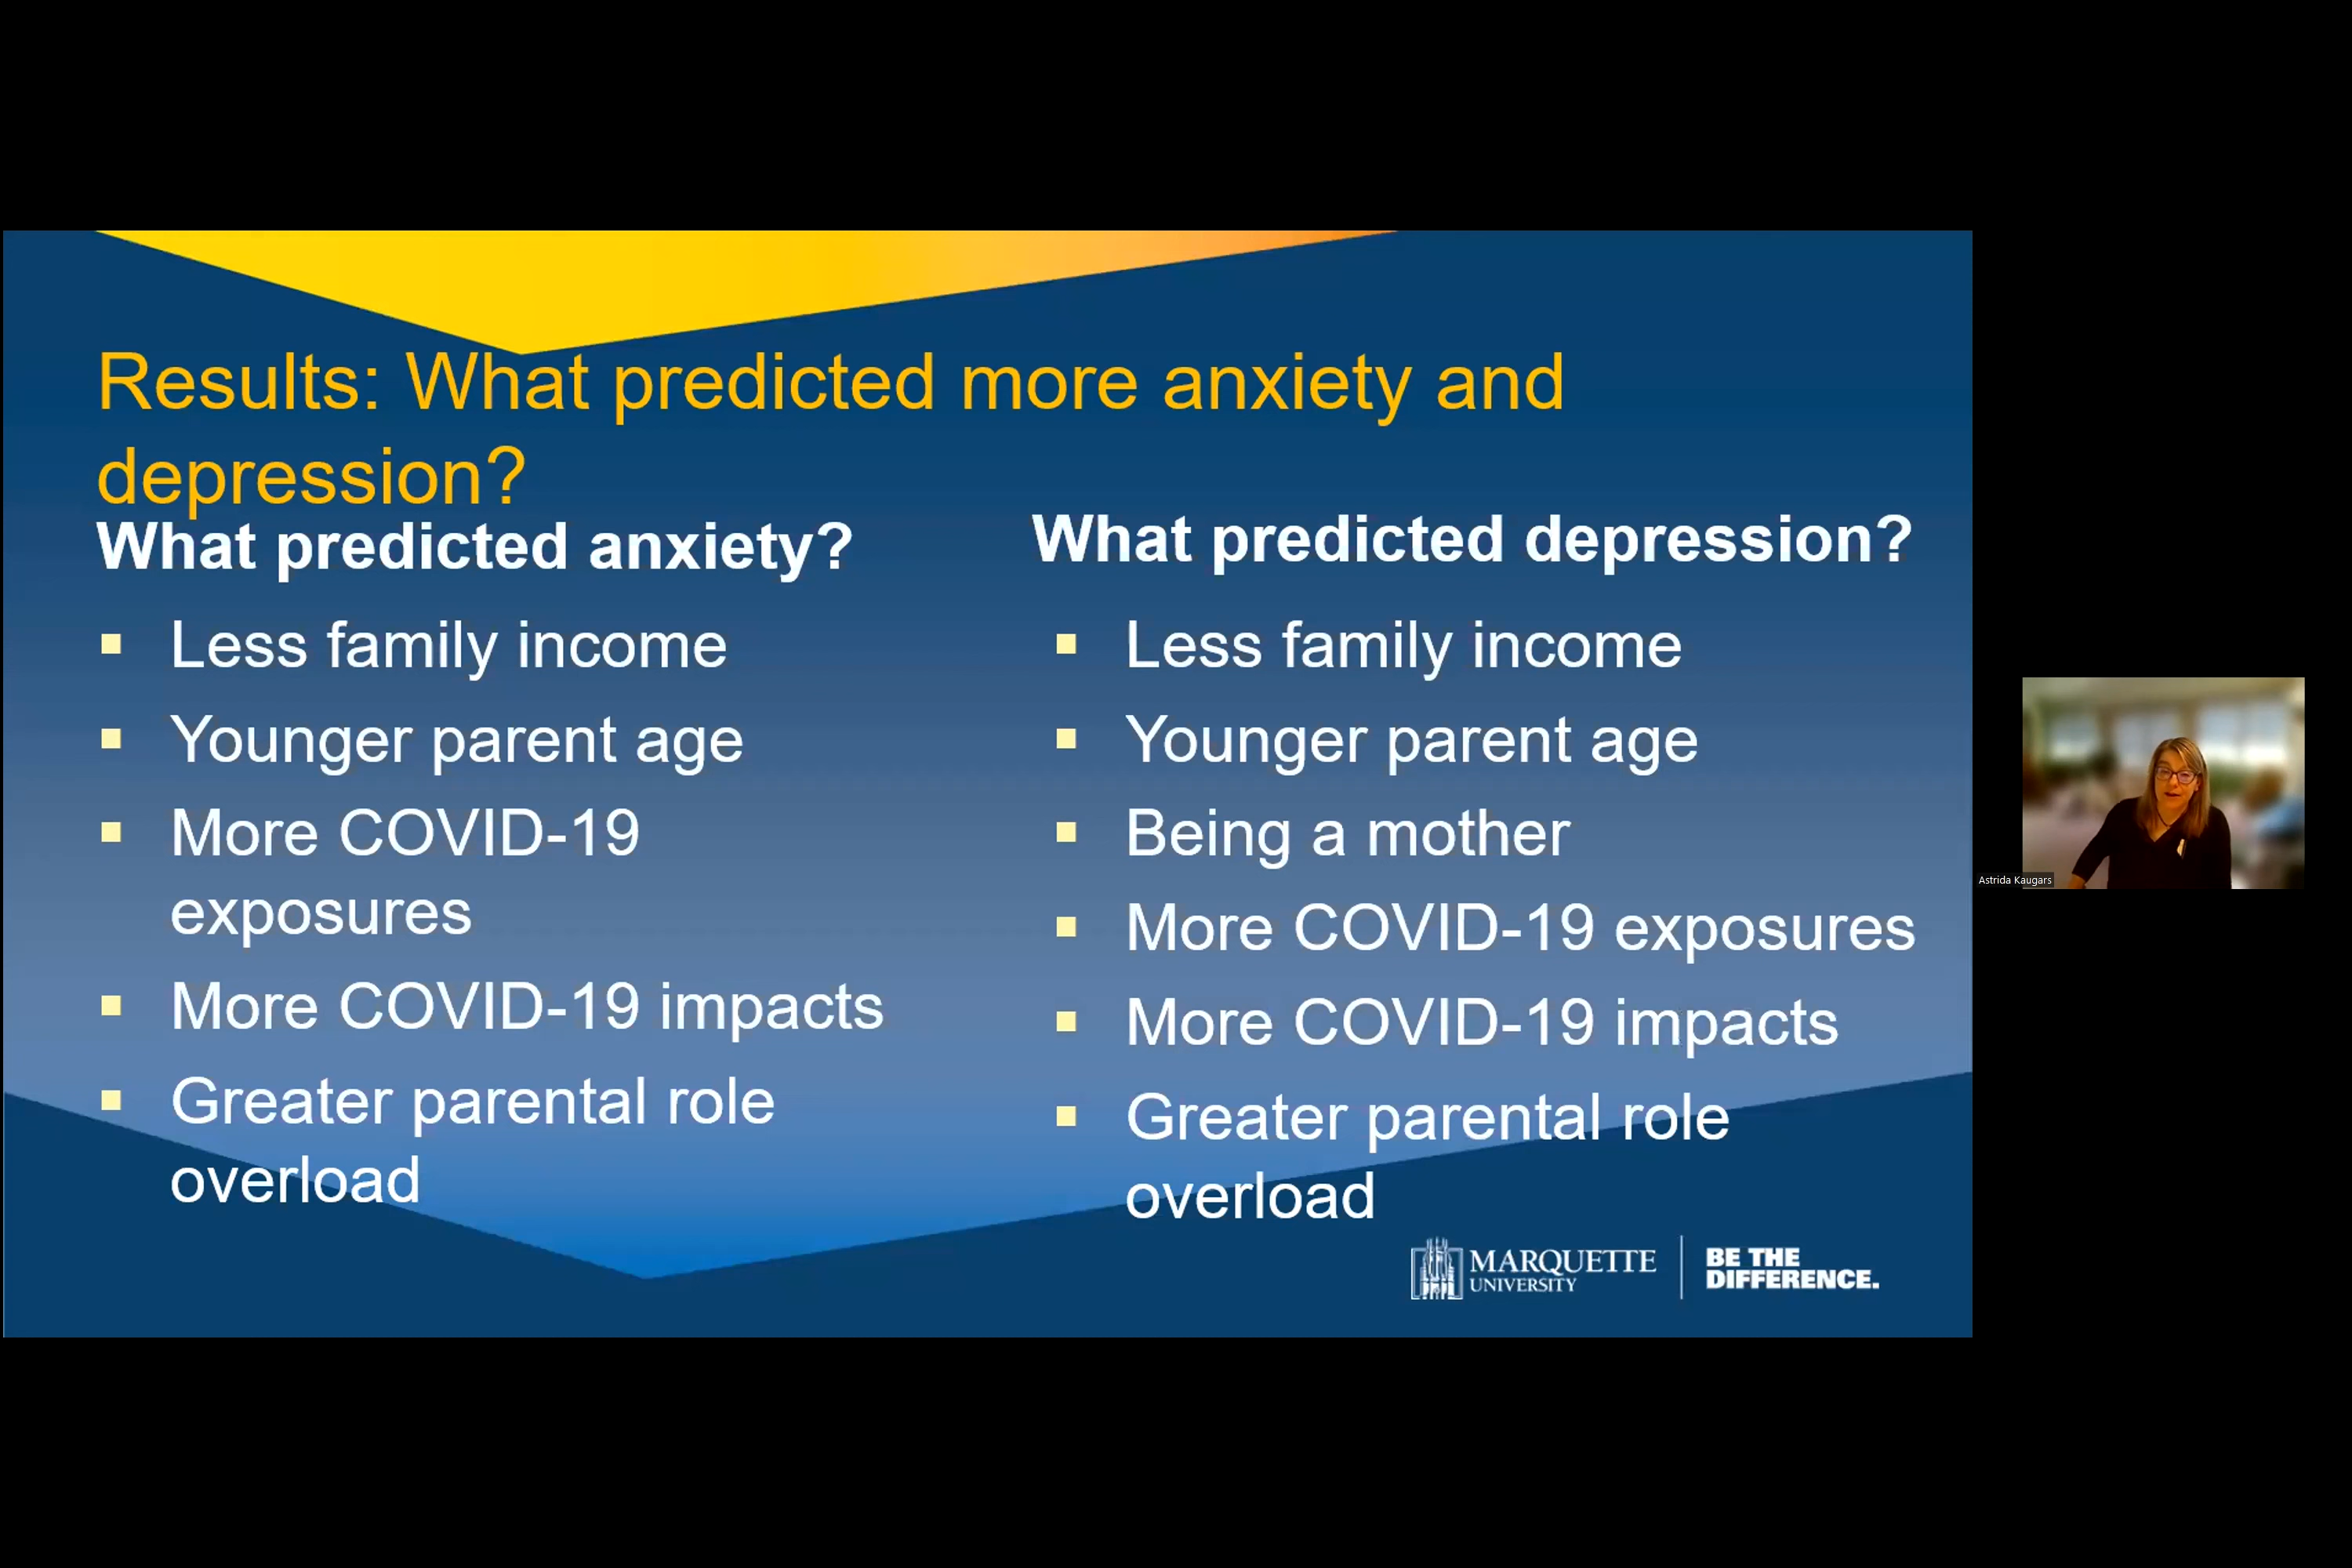 Results: What predicted more anxiety and
depression?
What predicted anxiety?
Less family income
Younger parent age
More COVID-19
exposures
More COVID-19 impacts
Greater parental role
overload
What predicted depression?
Less family income
Younger parent age
Being a mother
More COVID-19 exposures
More COVID-19 impacts
Greater parental role
overload
MARQUETTE
UNIVERSITY
BE THE
DIFFERENCE.
Astrida Kaugars